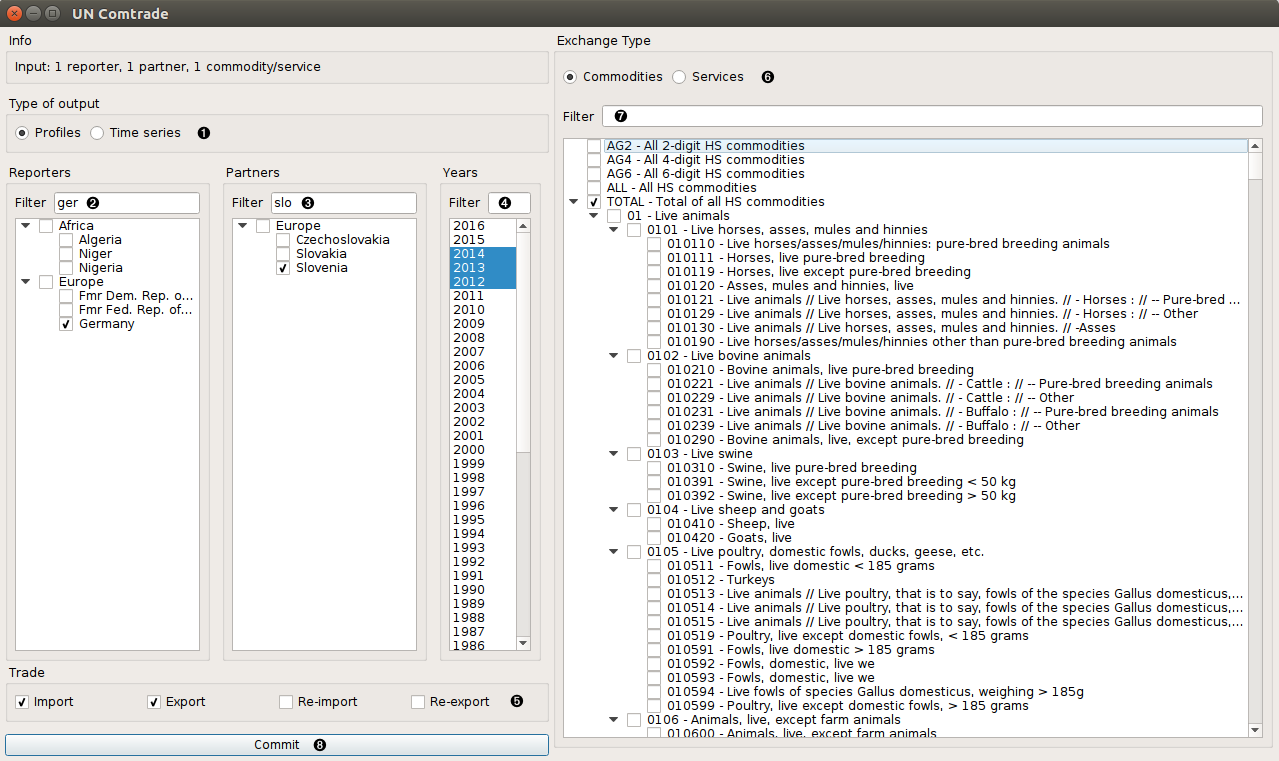 UN Comtrade
Info
Input: 1 reporter, 1 partner, 1 commodity/service
Type of output
Profiles
Time series
1
Reporters
Filter
ger
2
Africa
Algeria
Niger
Nigeria
Europe
Fmr Dem. Rep. o...
Fmr Fed. Rep. of...
Germany
Partners
Filter
slo
3
Europe
Czechoslovakia
Slovakia
Slovenia
Years
Filter
4
2016
2015
2014
2013
2012
2011
2010
2009
2008
2007
2006
2005
2004
2003
2002
2001
2000
1999
1998
1997
1996
1995
1994
1993
1992
1991
1990
1989
1988
1987
1986
Trade
Import
Export
Re-import
Re-export
5
Commit
8
Exchange Type
Commodities
Services
6
Filter
7
AG2 - All 2-digit HS commodities
AG4 - All 4-digit HS commodities
AG6 - All 6-digit HS commodities
ALL - All HS commodities
TOTAL - Total of all HS commodities
01 - Live animals
0101 - Live horses, asses, mules and hinnies
010110 - Live horses/asses/mules/hinnies: pure-bred breeding animals
010111 - Horses, live pure-bred breeding
010119 - Horses, live except pure-bred breeding
010120 - Asses, mules and hinnies, live
010121 - Live animals // Live horses, asses, mules and hinnies. // - Horses : // -- Pure-bred ...
010129 - Live animals // Live horses, asses, mules and hinnies. // - Horses : // -- Other
010130 - Live animals // Live horses, asses, mules and hinnies. // -Asses
010190 - Live horses/asses/mules/hinnies other than pure-bred breeding animals
0102 - Live bovine animals
010210 - Bovine animals, live pure-bred breeding
010221 - Live animals // Live bovine animals. // - Cattle : // -- Pure-bred breeding animals
010229 - Live animals // Live bovine animals. // - Cattle : // -- Other
010231 - Live animals // Live bovine animals. // - Buffalo : // -- Pure-bred breeding animals
010239 - Live animals // Live bovine animals. // - Buffalo : // -- Other
010290 - Bovine animals, live, except pure-bred breeding
0103 - Live swine
010310 - Swine, live pure-bred breeding
010391 - Swine, live except pure-bred breeding < 50 kg
010392 - Swine, live except pure-bred breeding > 50 kg
0104 - Live sheep and goats
010410 - Sheep, live
010420 - Goats, live
0105 - Live poultry, domestic fowls, ducks, geese, etc.
010511 - Fowls, live domestic < 185 grams
010512 - Turkeys
010513 - Live animals // Live poultry, that is to say, fowls of the species Gallus domesticus,...
010514 - Live animals // Live poultry, that is to say, fowls of the species Gallus domesticus,...
010515 - Live animals // Live poultry, that is to say, fowls of the species Gallus domesticus,...
010519 - Poultry, live except domestic fowls, < 185 grams
010591 - Fowls, live domestic > 185 grams
010592 - Fowls, domestic, live we
010593 - Fowls, domestic, live we
010594 - Live fowls of species Gallus domesticus, weighing > 185g
010599 - Poultry, live except domestic fowls, > 185 grams
0106 - Animals, live, except farm animals
010600 - Animals, live, except farm animals